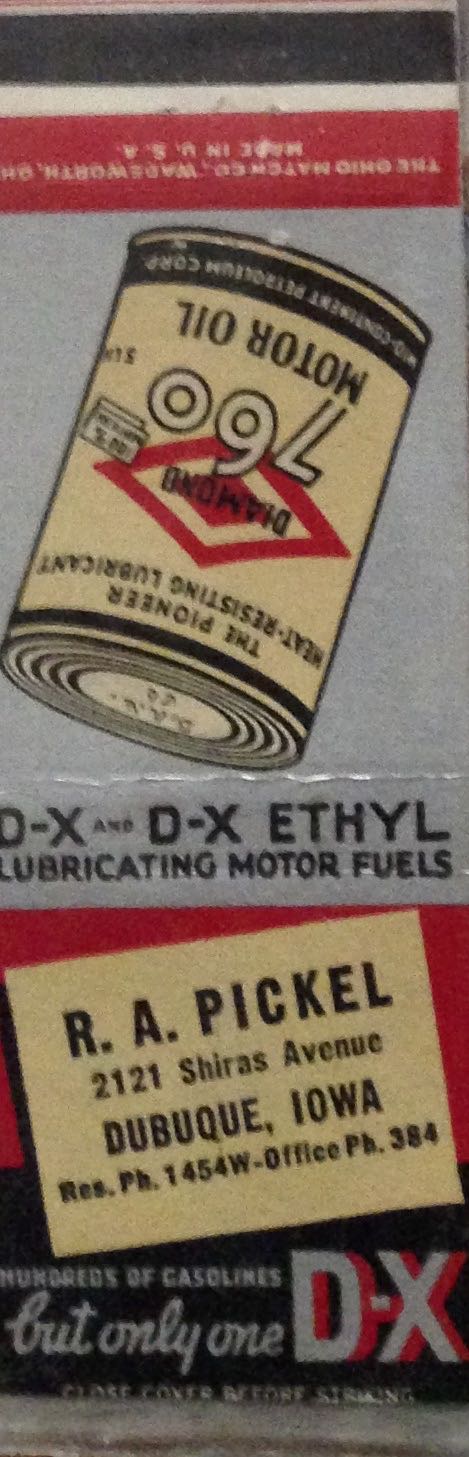 THE OHIO MATCH CO., WADSWORTH, OHIO
MADE IN U. S. A.
MID-CONTINENT PETROLEUM CORP.
MOTOR OIL
760
DIAMOND
THE PIONEER
HEAT-RESISTING LUBRICANT
D-X AND D-X ETHYL
LUBRICATING MOTOR FUELS
R. A. PICKEL
2121 Shiras Avenue
DUBUQUE, IOWA
Res. Ph. 1454W-Office Ph. 384
HUNDREDS OF GASOLINES
but only one D-X
CLOSE COVER BEFORE STRIKING